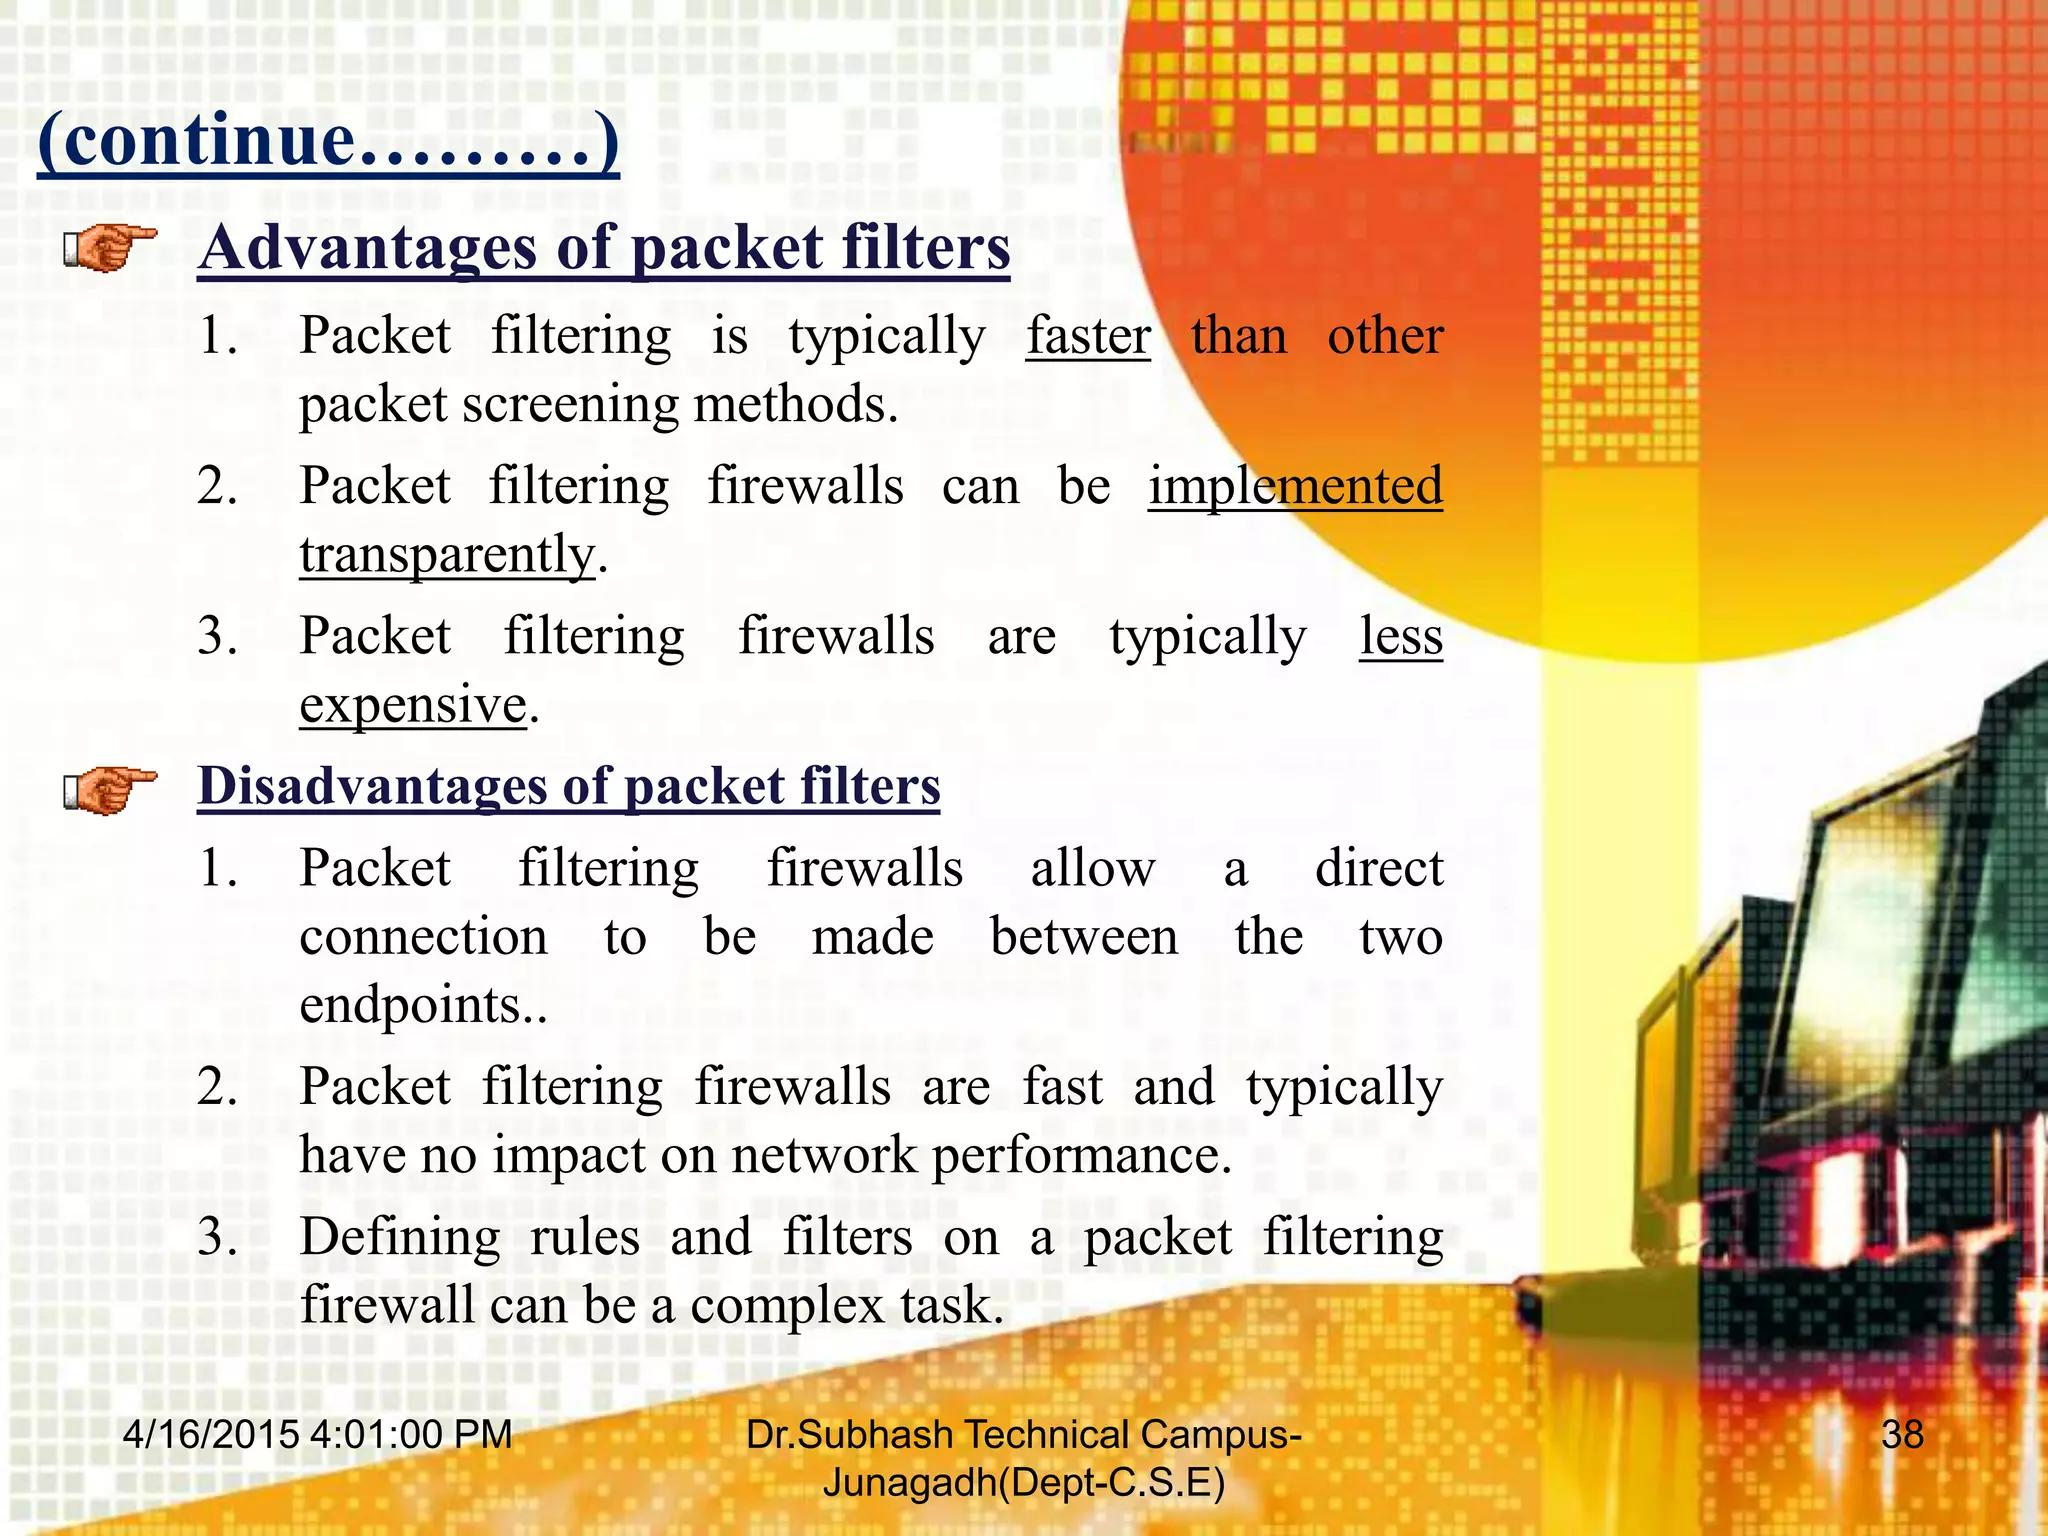 (continue………)
Advantages of packet filters
1. Packet filtering is typically faster than other
packet screening methods.
2. Packet filtering firewalls can be implemented
transparently.
3. Packet filtering firewalls are typically less
expensive.
Disadvantages of packet filters
1. Packet filtering firewalls allow a direct
connection to be made between the two
endpoints..
2. Packet filtering firewalls are fast and typically
have no impact on network performance.
3. Defining rules and filters on a packet filtering
firewall can be a complex task.
4/16/2015 4:01:00 PM
Dr.Subhash Technical Campus-
Junagadh(Dept-C.S.E)
38